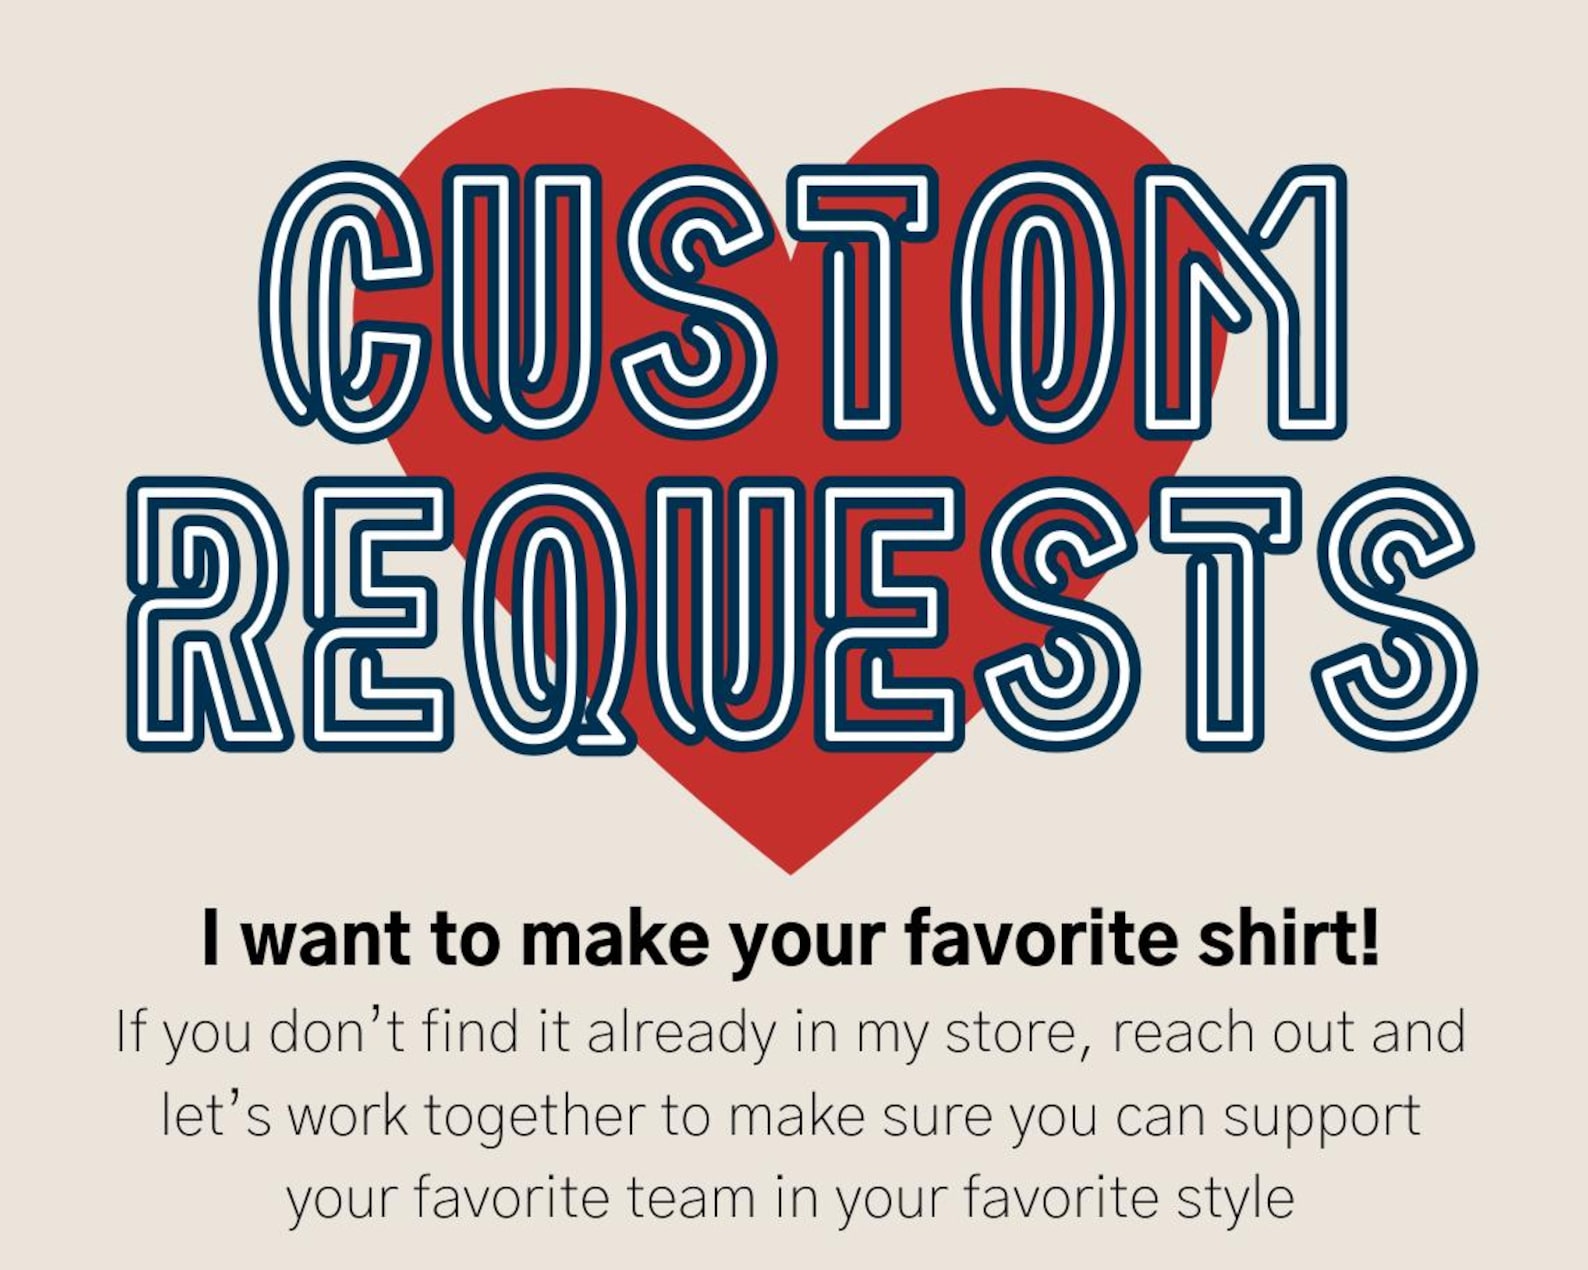 CUSTOM
REQUESTS
I want to make your favorite shirt!
If you don’t find it already in my store, reach out and
let’s work together to make sure you can support
your favorite team in your favorite style